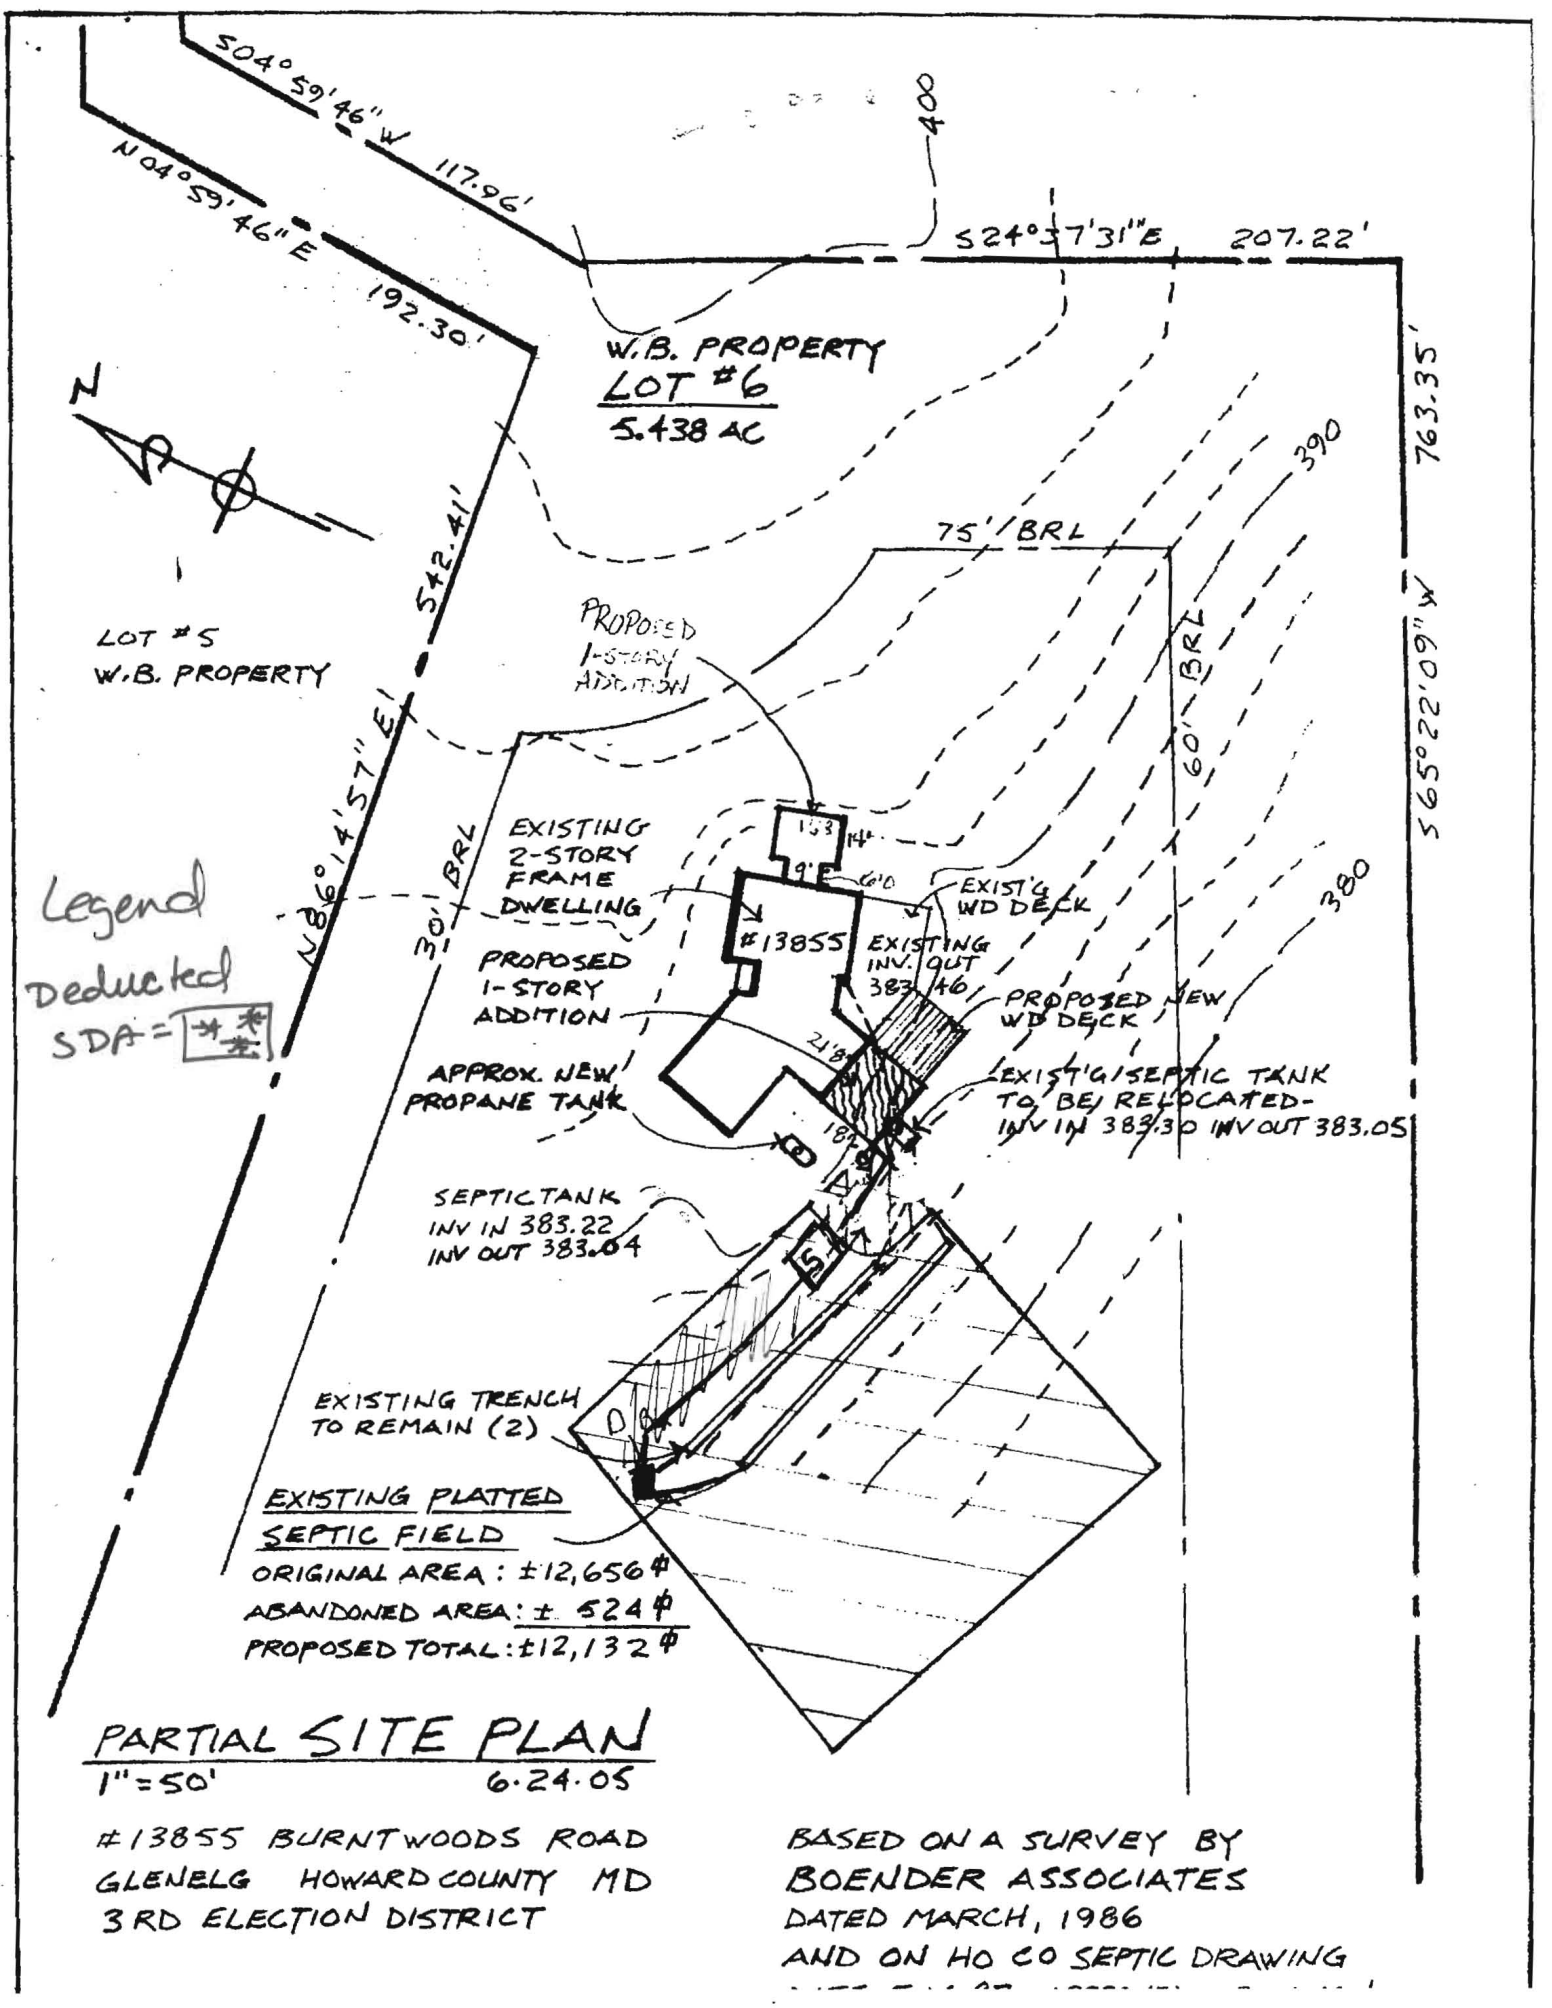 S04°59'46"W 117.96'
N04°59'46"E
192.30'
400
S24°37'31"E 207.22'
W.B. PROPERTY
LOT #6
5.438 AC
N
763.35'
390
75' BRL
542.41'
LOT #5
W.B. PROPERTY
PROPOSED
1-STORY
ADDITION
60' BRL
S65°22'09"W
N86°14'57"E
30' BRL
EXISTING
2-STORY
FRAME
DWELLING
14'
9'
6'0
EXIST'G
WD DECK
380
#13855
EXISTING
INV. OUT
383.46
Legend
Deducted
SDA = ***
PROPOSED
1-STORY
ADDITION
PROPOSED NEW
WD DECK
21'8
APPROX. NEW
PROPANE TANK
EXIST'G SEPTIC TANK
TO BE RELOCATED-
INV IN 383.30 INV OUT 383.05
SEPTIC TANK
INV IN 383.22
INV OUT 383.04
S
EXISTING TRENCH
TO REMAIN (2)
D B
EXISTING PLATTED
SEPTIC FIELD
ORIGINAL AREA: ±12,656 ⏀
ABANDONED AREA: ± 524 ⏀
PROPOSED TOTAL: ±12,132 ⏀
PARTIAL SITE PLAN
1"=50' 6.24.05
#13855 BURNTWOODS ROAD
GLENELG HOWARD COUNTY MD
3RD ELECTION DISTRICT
BASED ON A SURVEY BY
BOENDER ASSOCIATES
DATED MARCH, 1986
AND ON HO CO SEPTIC DRAWING